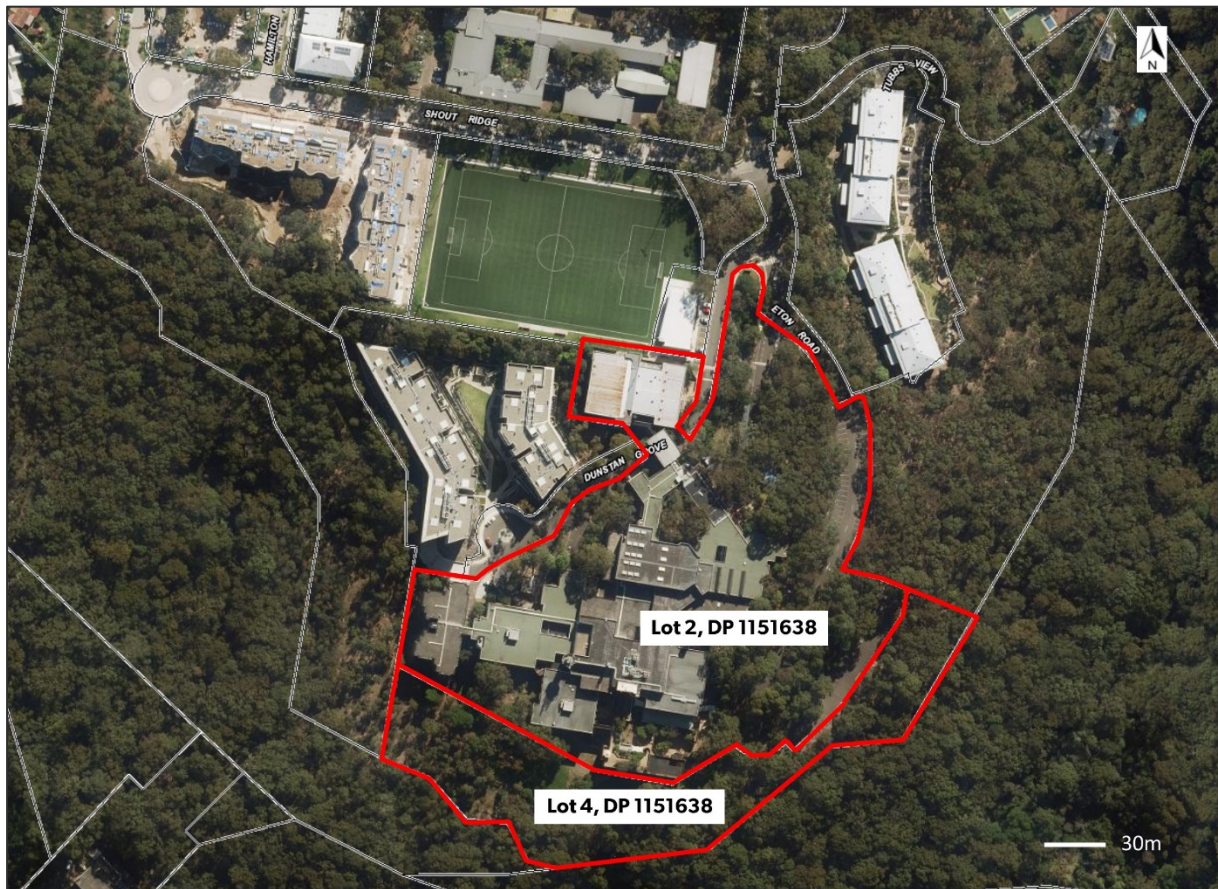 HAMILTON
N
TUBBS VIEW
SHOUT RIDGE
ETON ROAD
DUNSTAN GROVE
Lot 2, DP 1151638
Lot 4, DP 1151638
30m